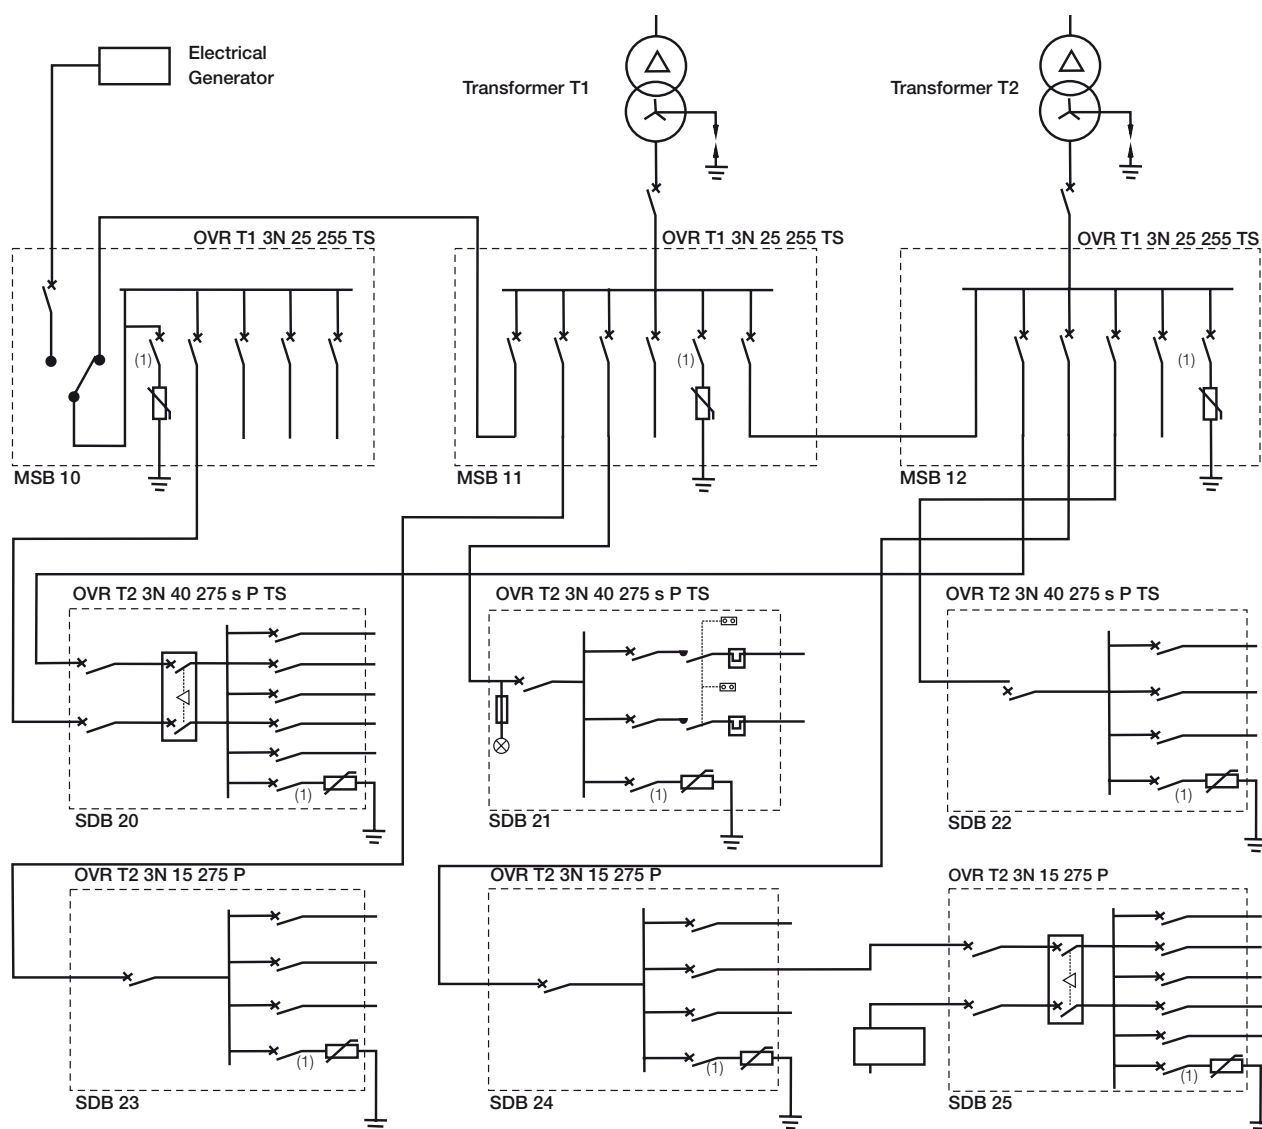 Electrical
Generator
Transformer T1
Transformer T2
OVR T1 3N 25 255 TS
OVR T1 3N 25 255 TS
OVR T1 3N 25 255 TS
(1)
(1)
(1)
MSB 10
MSB 11
MSB 12
OVR T2 3N 40 275 s P TS
OVR T2 3N 40 275 s P TS
OVR T2 3N 40 275 s P TS
(1)
(1)
(1)
SDB 20
SDB 21
SDB 22
OVR T2 3N 15 275 P
OVR T2 3N 15 275 P
OVR T2 3N 15 275 P
(1)
(1)
(1)
SDB 23
SDB 24
SDB 25